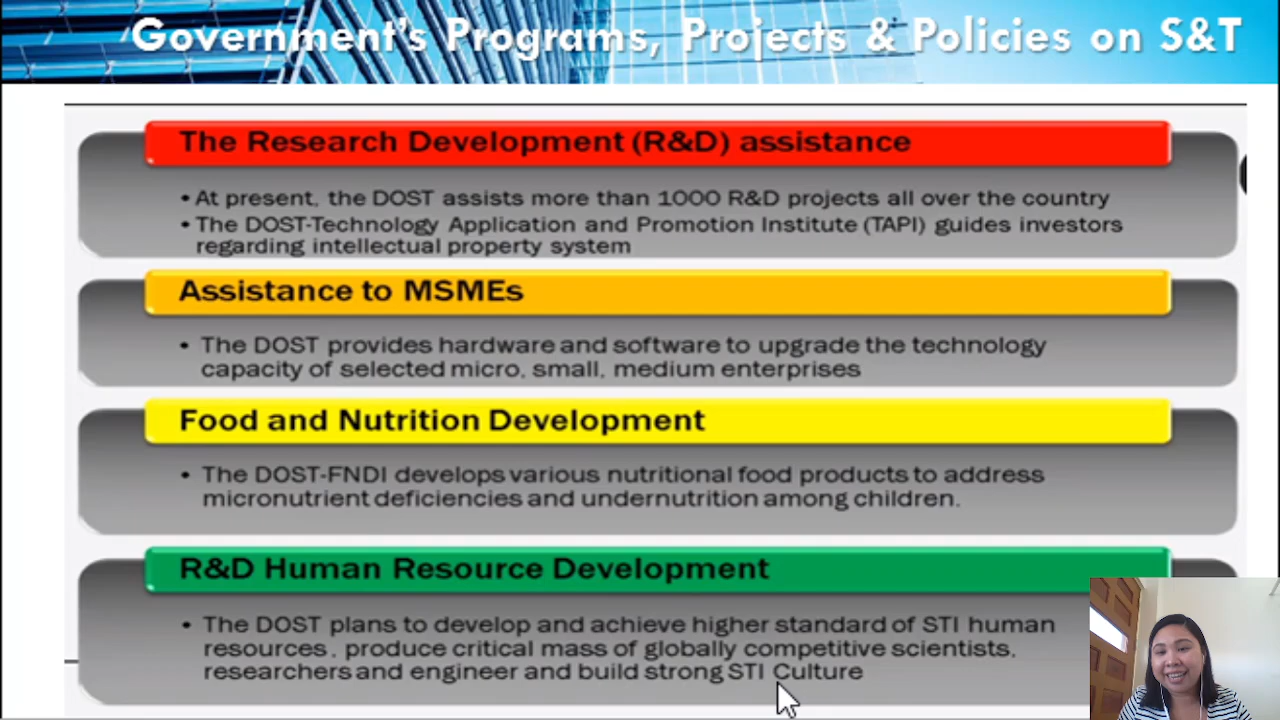 Government's Programs, Projects & Policies on S&T
The Research Development (R&D) assistance
• At present, the DOST assists more than 1000 R&D projects all over the country
• The DOST-Technology Application and Promotion Institute (TAPI) guides investors
regarding intellectual property system
Assistance to MSMEs
• The DOST provides hardware and software to upgrade the technology
capacity of selected micro, small, medium enterprises
Food and Nutrition Development
• The DOST-FNDI develops various nutritional food products to address
micronutrient deficiencies and undernutrition among children.
R&D Human Resource Development
• The DOST plans to develop and achieve higher standard of STI human
resources, produce critical mass of globally competitive scientists,
researchers and engineer and build strong STI Culture